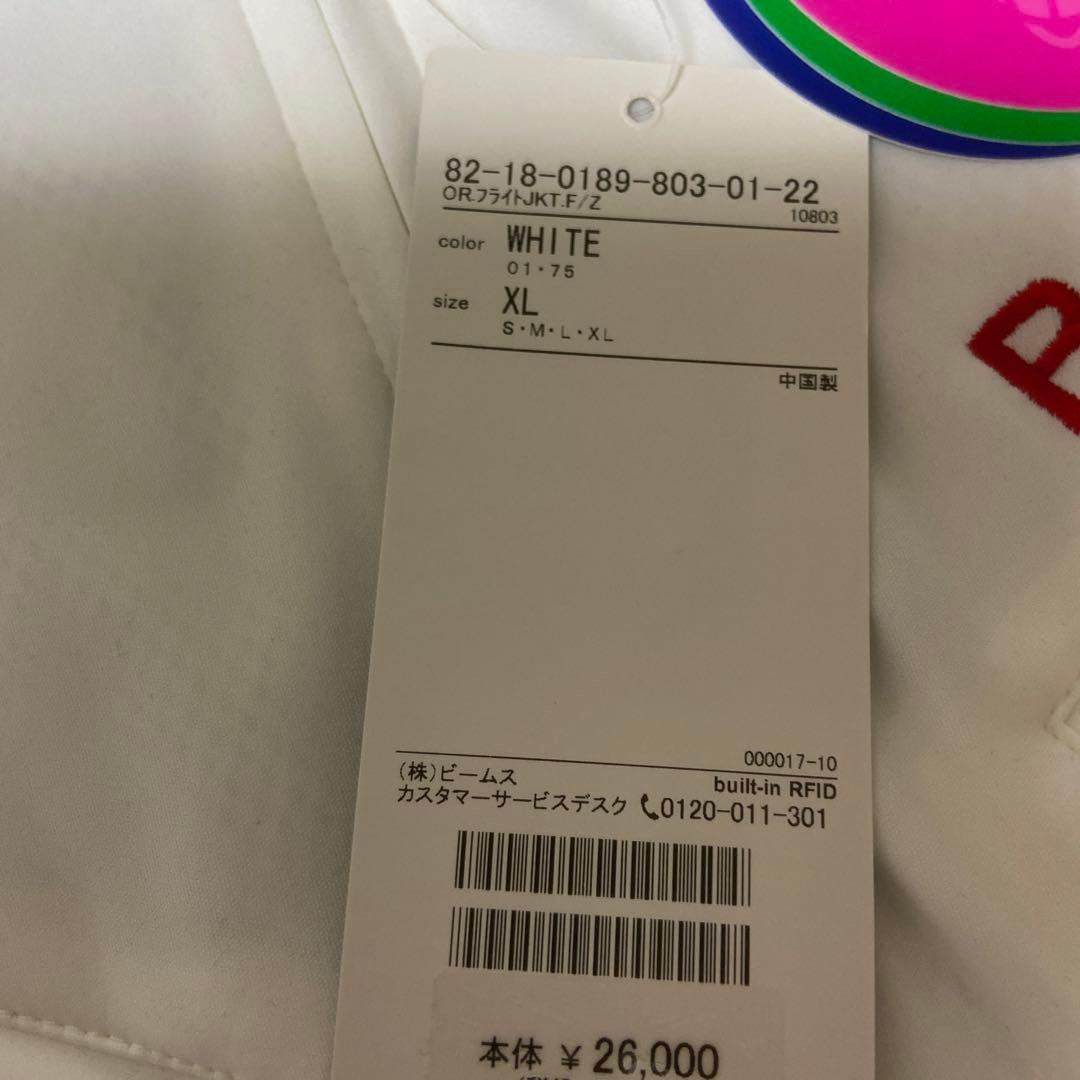 82-18-0189-803-01-22
OR.フライトJKT.F/Z
10803
color WHITE
01・75
size XL
S・M・L・XL
中国製
000017-10
(株)ビームス
built-in RFID
カスタマーサービスデスク 0120-011-301
本体 ¥ 26,000